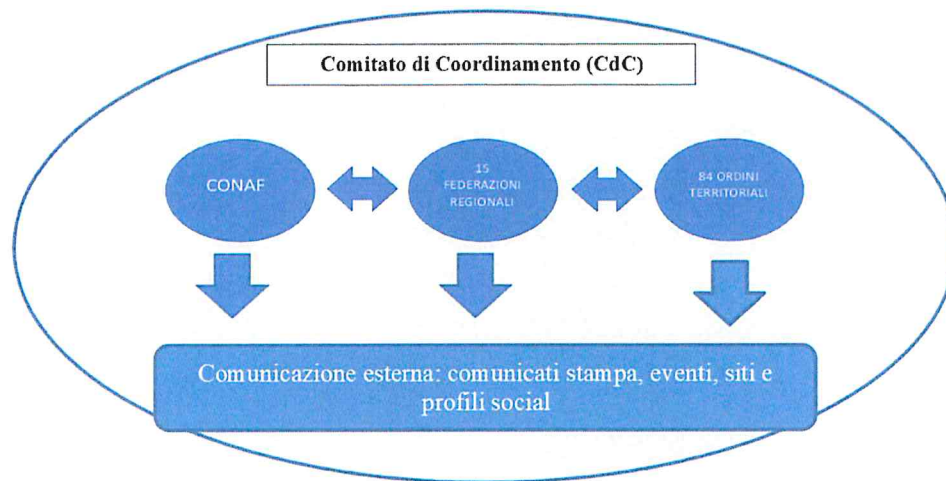 Comitato di Coordinamento (CdC)
CONAF
15
FEDERAZIONI
REGIONALI
84 ORDINI
TERRITORIALI
Comunicazione esterna: comunicati stampa, eventi, siti e
profili social